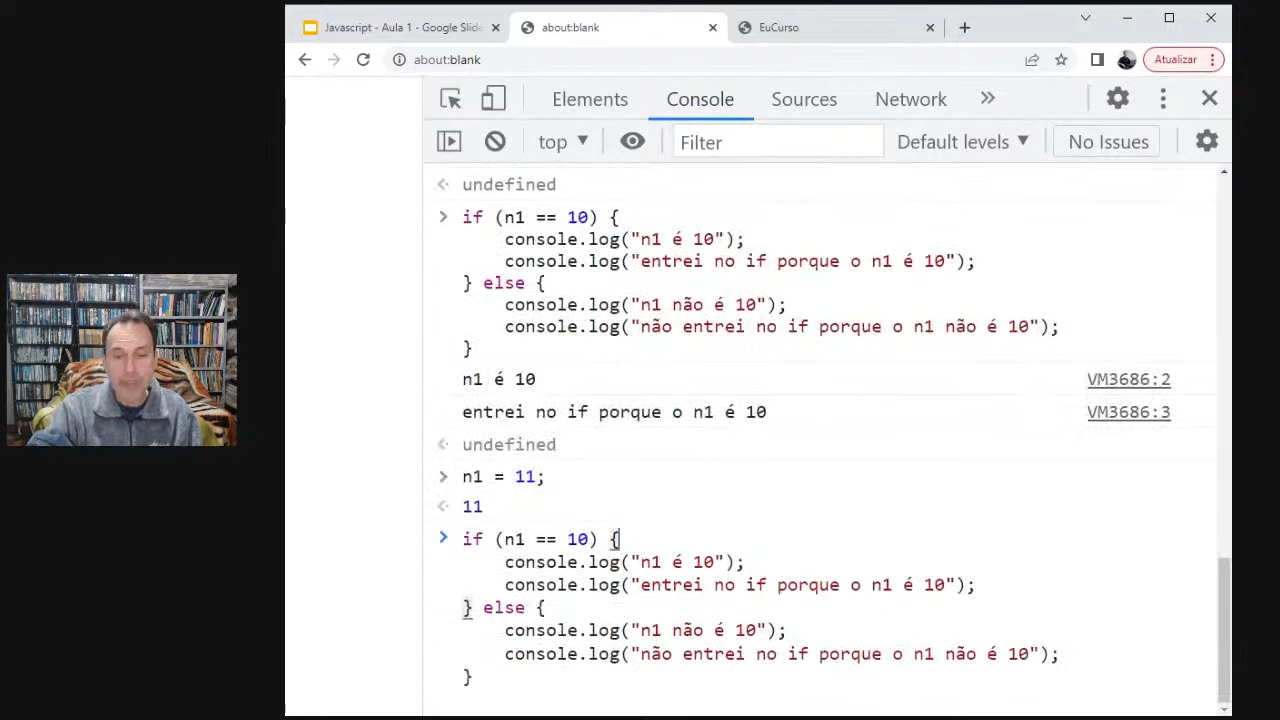 Javascript - Aula 1 - Google Slide
about:blank
EuCurso
about:blank
Atualizar
Elements
Console
Sources
Network
top
Filter
Default levels
No Issues
undefined
if (n1 == 10) {
console.log("n1 é 10");
console.log("entrei no if porque o n1 é 10");
} else {
console.log("n1 não é 10");
console.log("não entrei no if porque o n1 não é 10");
}
n1 é 10 VM3686:2
entrei no if porque o n1 é 10 VM3686:3
undefined
n1 = 11;
11
if (n1 == 10) {
console.log("n1 é 10");
console.log("entrei no if porque o n1 é 10");
} else {
console.log("n1 não é 10");
console.log("não entrei no if porque o n1 não é 10");
}